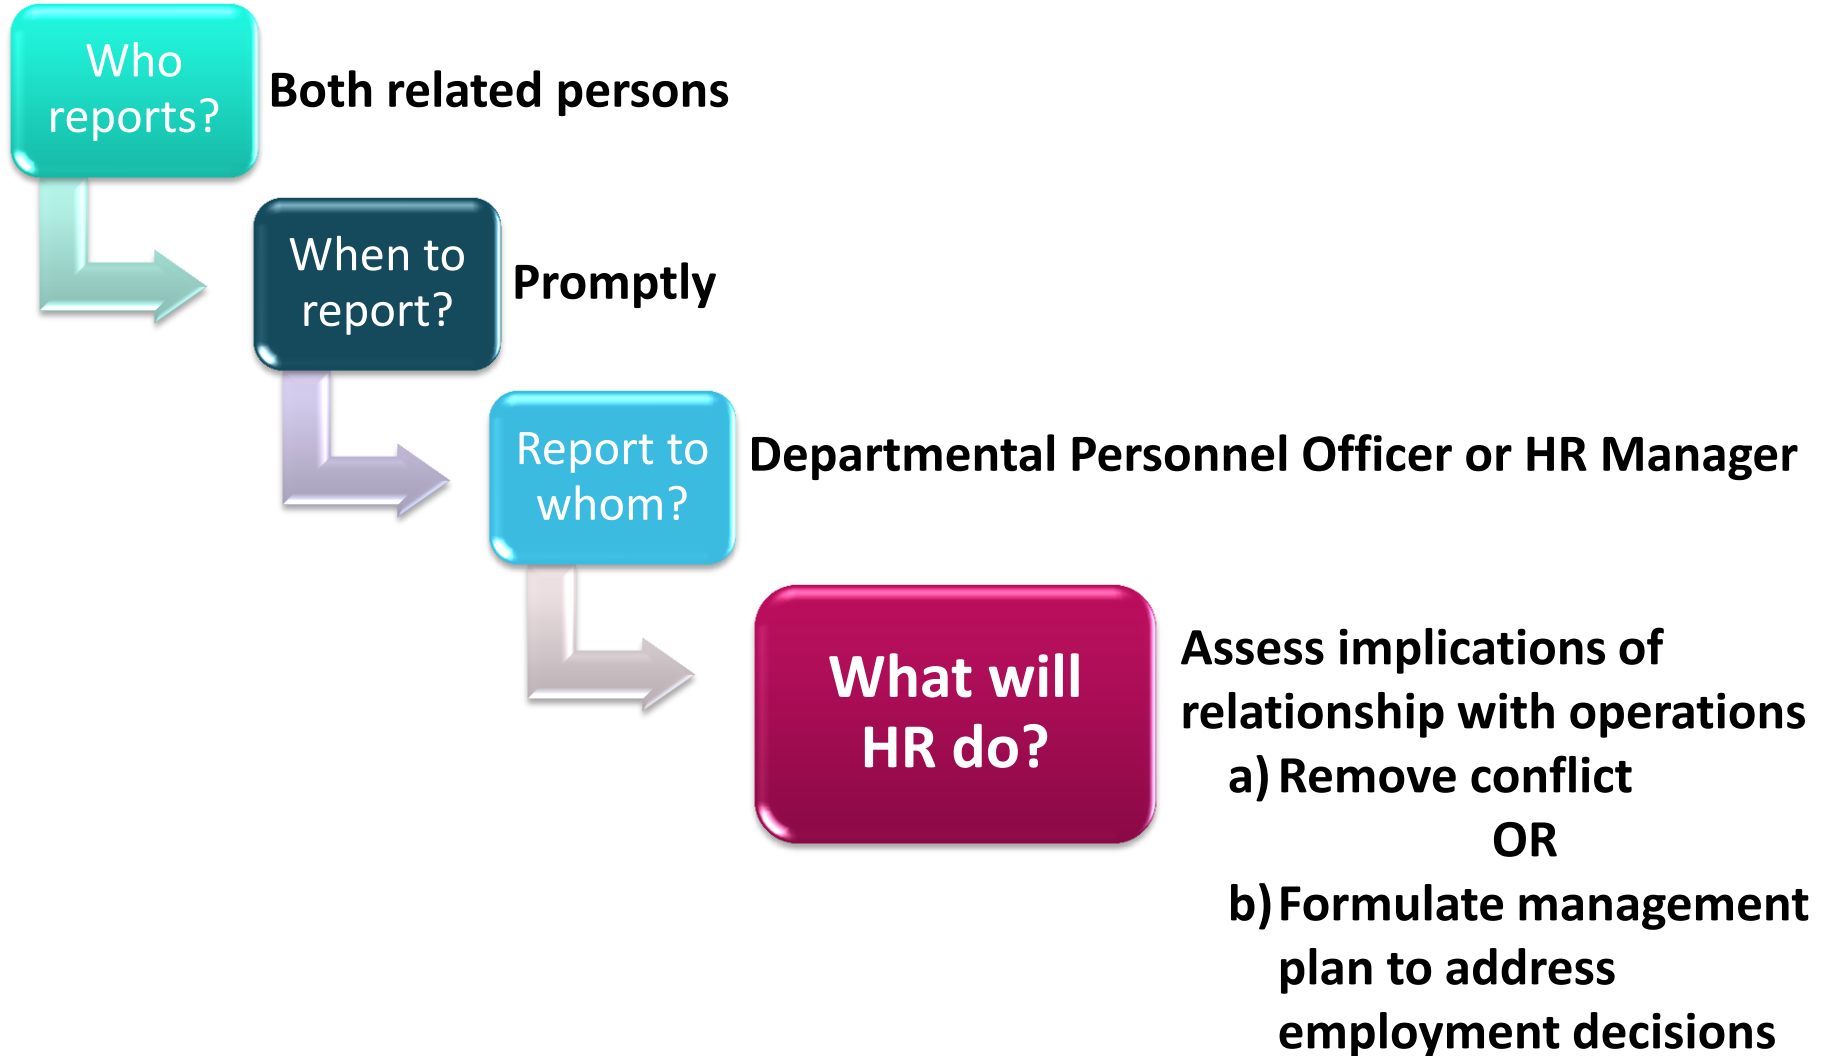 Who
reports?
Both related persons
When to
report?
Promptly
Report to
whom?
Departmental Personnel Officer or HR Manager
What will
HR do?
Assess implications of
relationship with operations
a) Remove conflict
OR
b) Formulate management
plan to address
employment decisions